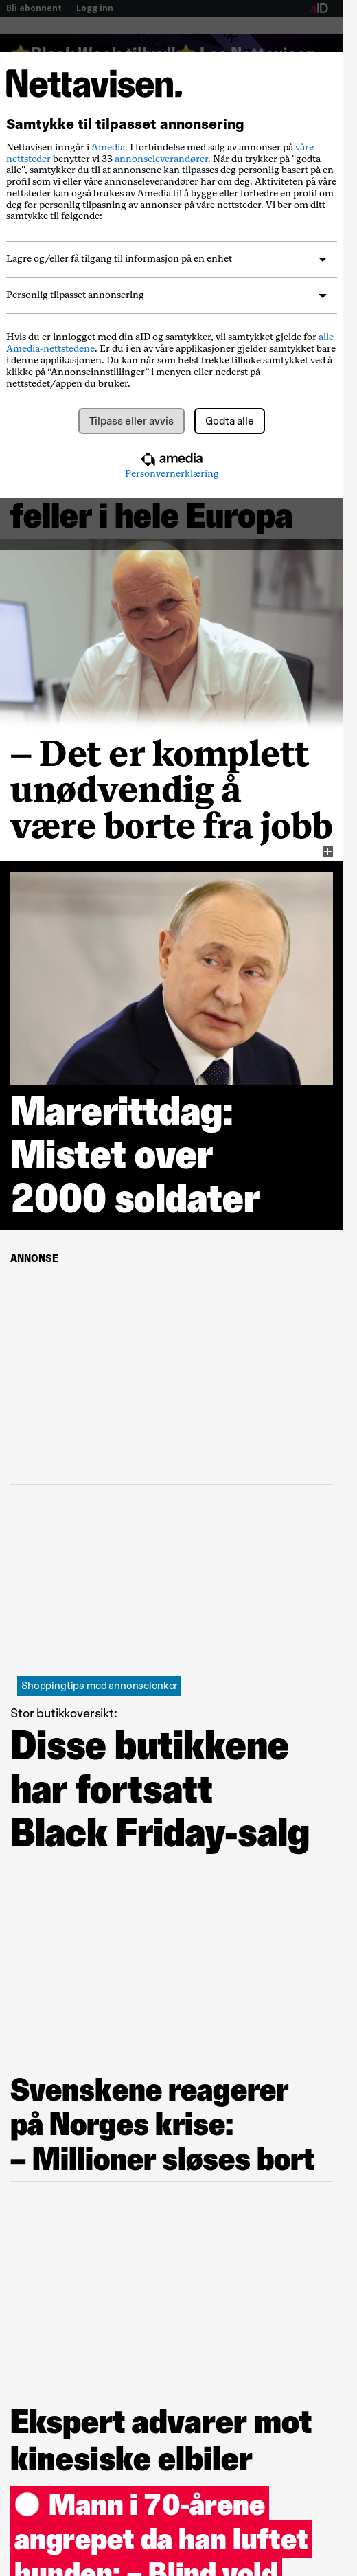 Bli abonnent | Logg inn
aID
Nettavisen.
Samtykke til tilpasset annonsering
Nettavisen inngår i Amedia. I forbindelse med salg av annonser på våre
nettsteder benytter vi 33 annonseleverandører. Når du trykker på "godta
alle", samtykker du til at annonsene kan tilpasses deg personlig basert på en
profil som vi eller våre annonseleverandører har om deg. Aktiviteten på våre
nettsteder kan også brukes av Amedia til å bygge eller forbedre en profil om
deg for personlig tilpasning av annonser på våre nettsteder. Vi ber om ditt
samtykke til følgende:
Lagre og/eller få tilgang til informasjon på en enhet
Personlig tilpasset annonsering
Hvis du er innlogget med din aID og samtykker, vil samtykket gjelde for alle
Amedia-nettstedene. Er du i en av våre applikasjoner gjelder samtykket bare
i denne applikasjonen. Du kan når som helst trekke tilbake samtykket ved å
klikke på “Annonseinnstillinger” i menyen eller nederst på
nettstedet/appen du bruker.
Tilpass eller avvis
Godta alle
amedia
Personvernerklæring
feller i hele Europa
– Det er komplett
unødvendig å
være borte fra jobb
Marerittdag:
Mistet over
2000 soldater
ANNONSE
Shoppingtips med annonselenker
Stor butikkoversikt:
Disse butikkene
har fortsatt
Black Friday-salg
Svenskene reagerer
på Norges krise:
– Millioner sløses bort
Ekspert advarer mot
kinesiske elbiler
Mann i 70-årene
angrepet da han luftet
hunden: – Blind vold